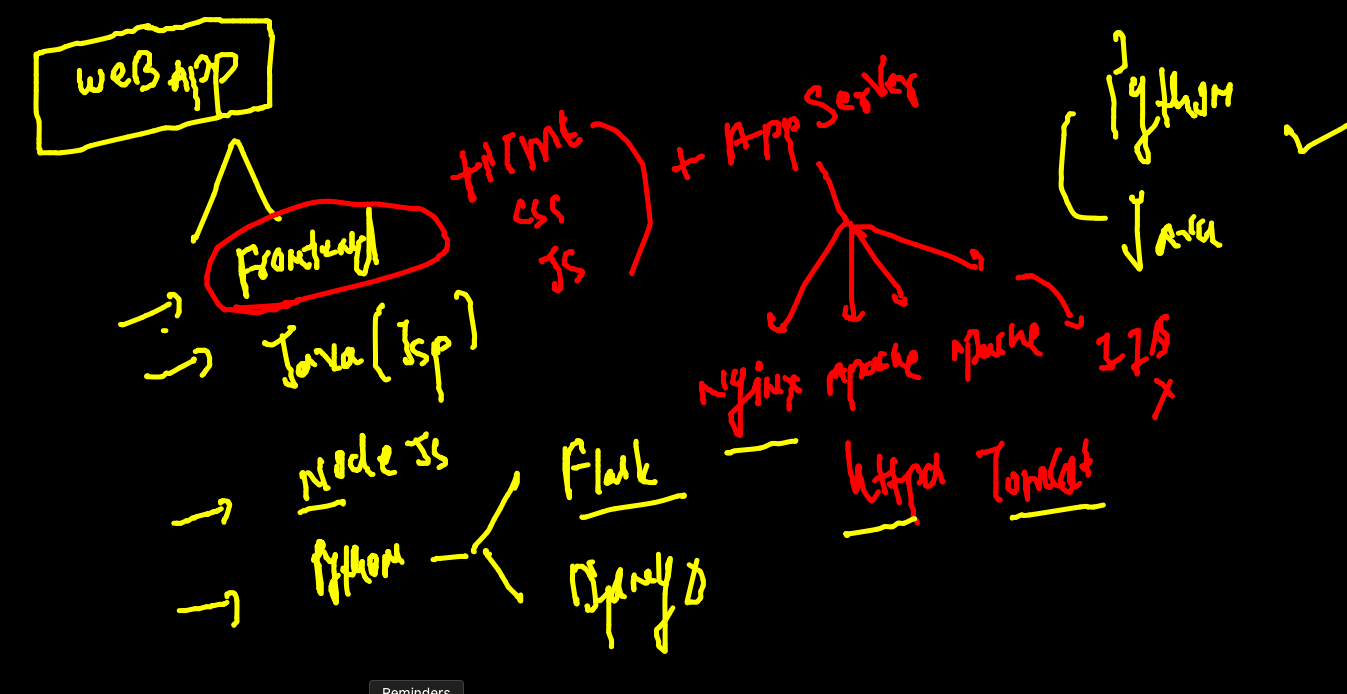 WEB APP
Frontend
Java (Jsp)
Node JS
Python
Flask
Django
+HTML
CSS
JS
+ App Server
Nginx
Apache
httpd
Apache
Tomcat
IIS
x
Python
Java
Reminders